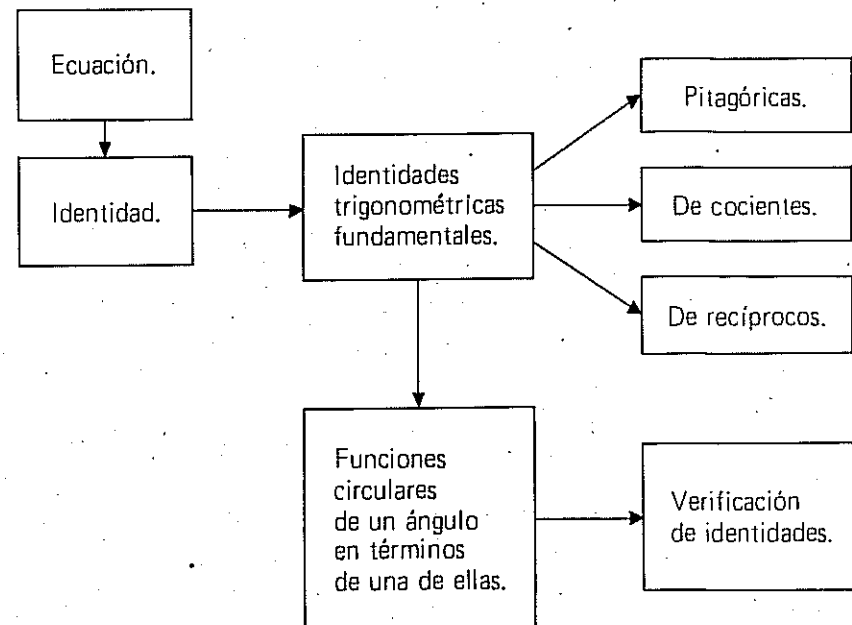 Ecuación.
Identidad.
Identidades
trigonométricas
fundamentales.
Pitagóricas.
De cocientes.
De recíprocos.
Funciones
circulares
de un ángulo
en términos
de una de ellas.
Verificación
de identidades.